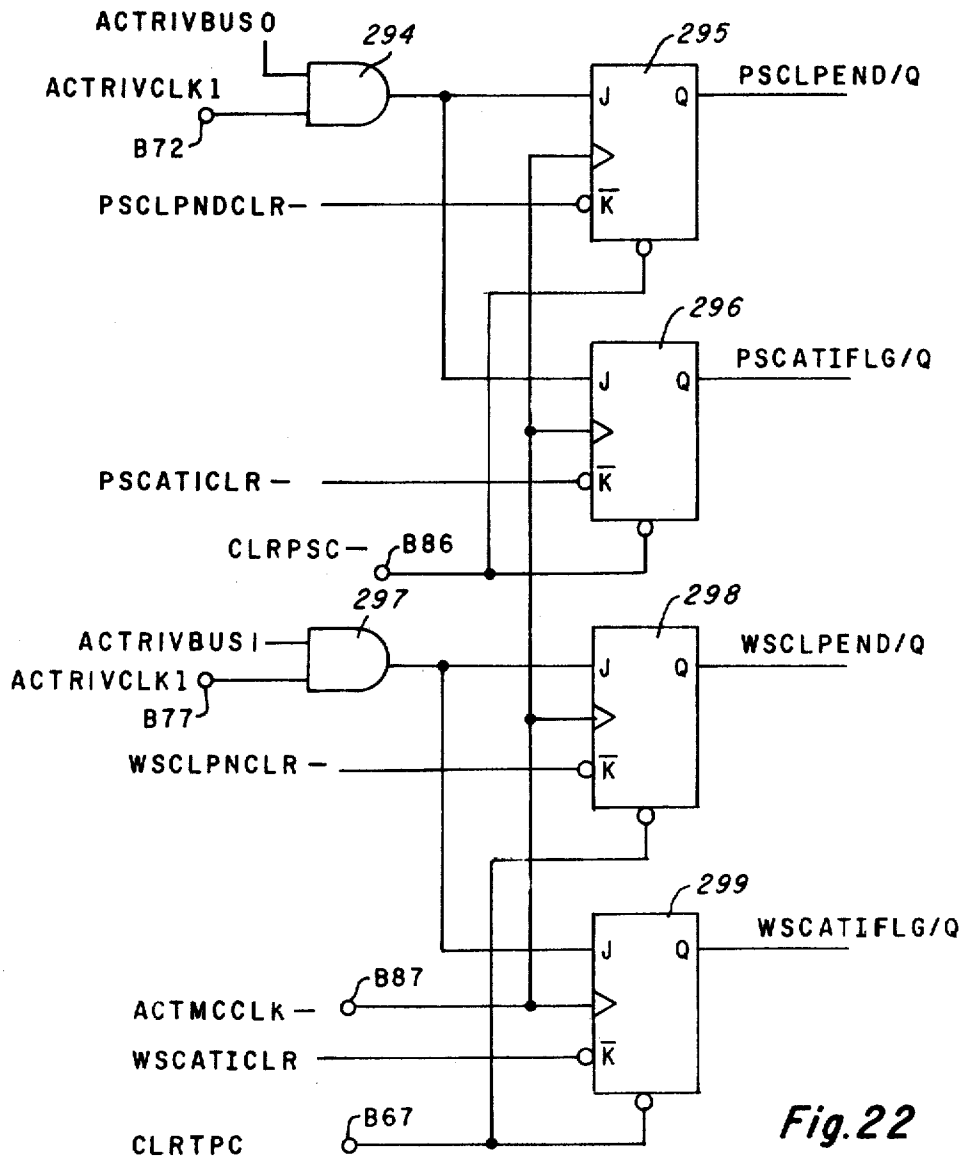 ACTRIVBUS0
294
295
J Q PSCLPEND/Q
ACTRIVCLK1
B72
PSCLPNDCLR— K̅
296
J Q PSCATIFLG/Q
PSCATICLR— K̅
CLRPSC— B86
297
298
ACTRIVBUS1
J Q WSCLPEND/Q
ACTRIVCLK1
B77
WSCLPNCLR— K̅
299
J Q WSCATIFLG/Q
B87
ACTMCCLK—
WSCATICLR K̅
B67
CLRTPC
Fig.22